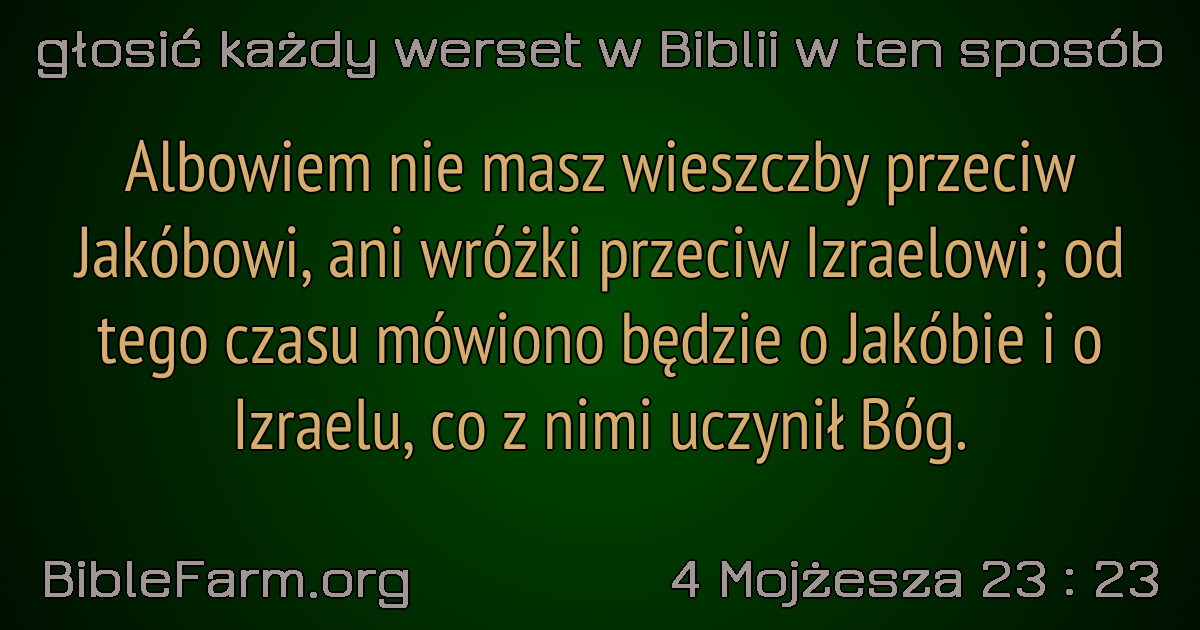 głosić każdy werset w Biblii w ten sposób
Albowiem nie masz wieszczby przeciw
Jakóbowi, ani wróżki przeciw Izraelowi; od
tego czasu mówiono będzie o Jakóbie i o
Izraelu, co z nimi uczynił Bóg.
BibleFarm.org
4 Mojżesza 23 : 23